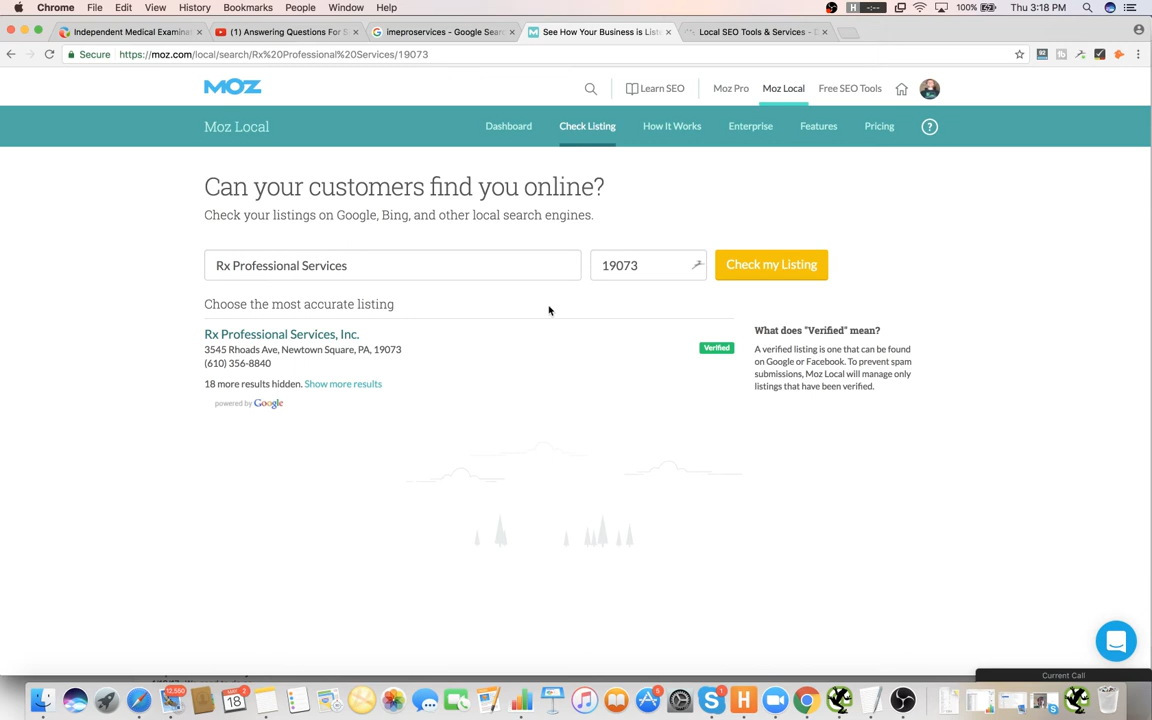 Chrome File Edit View History Bookmarks People Window Help 100% Thu 3:18 PM
Independent Medical Examinat × (1) Answering Questions For S × imeproservices - Google Sear × See How Your Business is List × Local SEO Tools & Services - ×
Secure https://moz.com/local/search/Rx%20Professional%20Services/19073
MOZ Learn SEO Moz Pro Moz Local Free SEO Tools
Moz Local Dashboard Check Listing How It Works Enterprise Features Pricing ?
Can your customers find you online?
Check your listings on Google, Bing, and other local search engines.
Rx Professional Services 19073 Check my Listing
Choose the most accurate listing
Rx Professional Services, Inc.
3545 Rhoads Ave, Newtown Square, PA, 19073
(610) 356-8840
Verified
18 more results hidden. Show more results
powered by Google
What does "Verified" mean?
A verified listing is one that can be found
on Google or Facebook. To prevent spam
submissions, Moz Local will manage only
listings that have been verified.
Current Call
12,560 18